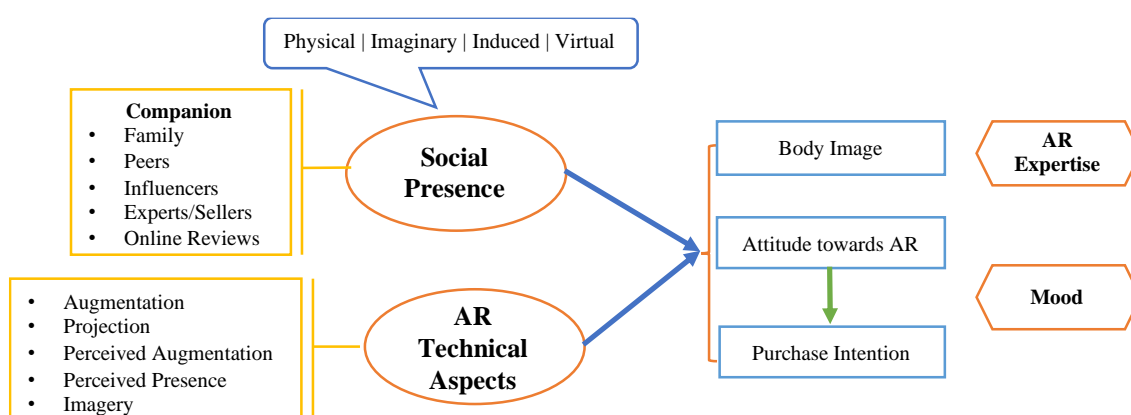 Physical | Imaginary | Induced | Virtual
Companion
• Family
• Peers
• Influencers
• Experts/Sellers
• Online Reviews
Social
Presence
• Augmentation
• Projection
• Perceived Augmentation
• Perceived Presence
• Imagery
AR
Technical
Aspects
Body Image
Attitude towards AR
Purchase Intention
AR
Expertise
Mood